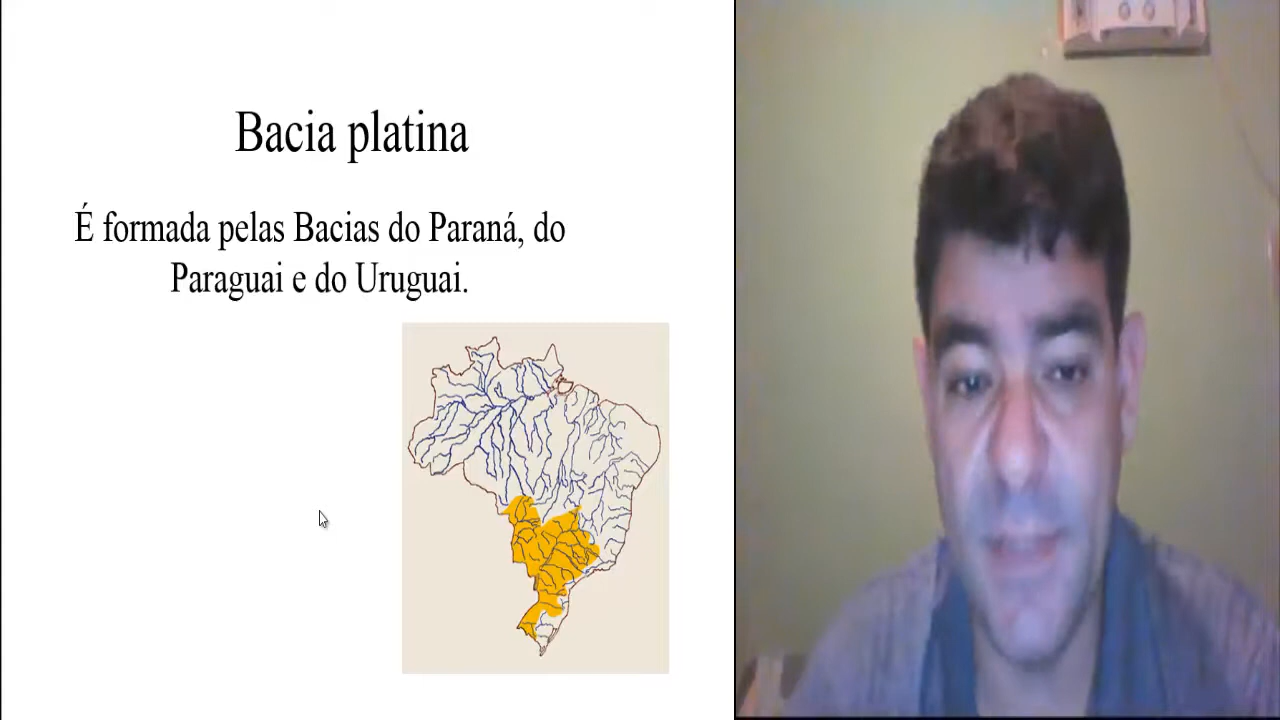 Bacia platina
É formada pelas Bacias do Paraná, do
Paraguai e do Uruguai.